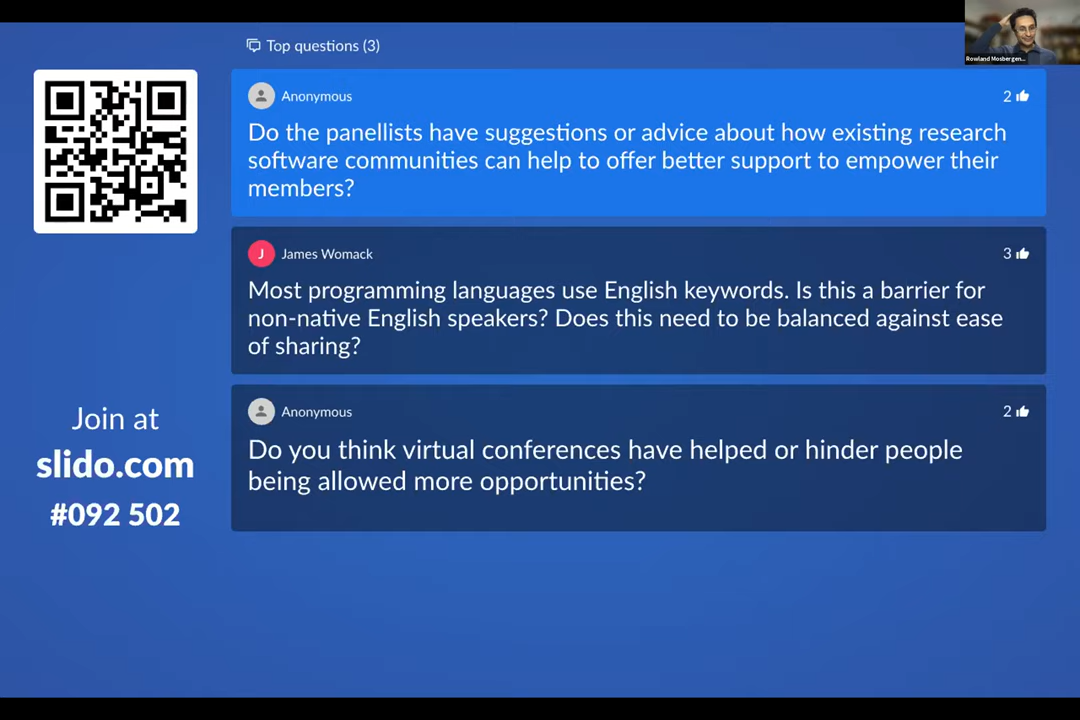 Top questions (3)
Rowland Mosbergen...
Anonymous
2
Do the panellists have suggestions or advice about how existing research
software communities can help to offer better support to empower their
members?
J
James Womack
3
Most programming languages use English keywords. Is this a barrier for
non-native English speakers? Does this need to be balanced against ease
of sharing?
Anonymous
2
Do you think virtual conferences have helped or hinder people
being allowed more opportunities?
Join at
slido.com
#092 502